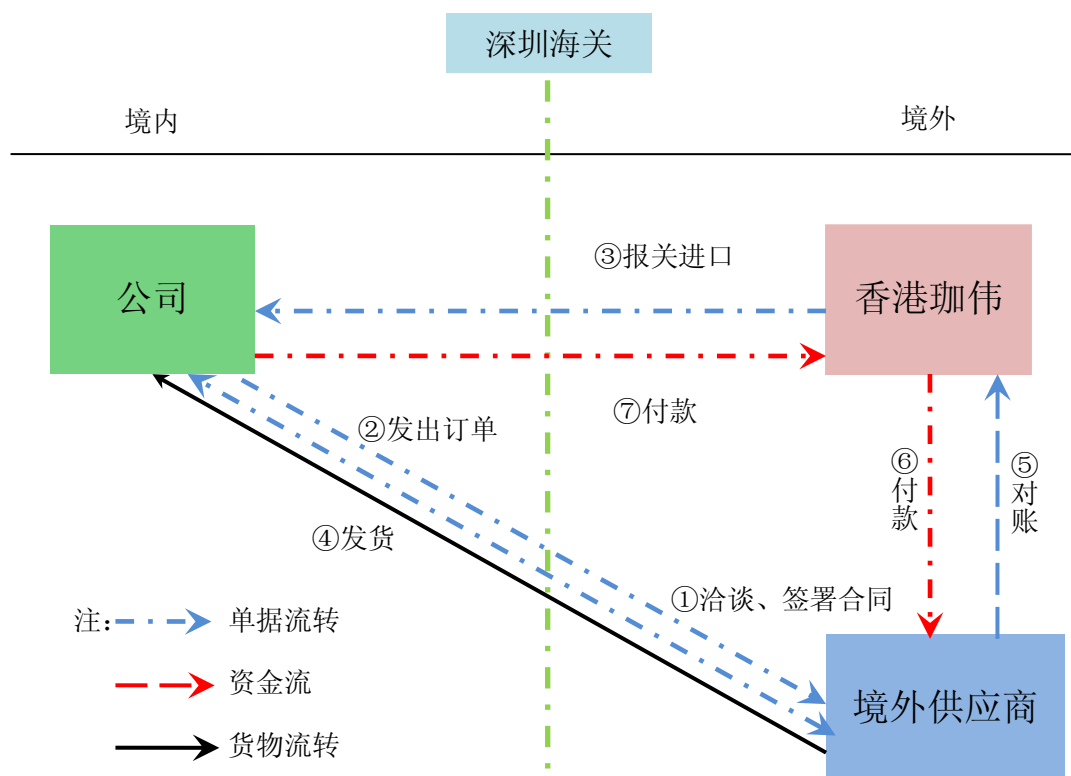 深圳海关
境内
境外
③报关进口
公司
香港珈伟
⑦付款
②发出订单
⑥付款
⑤对账
④发货
①洽谈、签署合同
注：
单据流转
资金流
境外供应商
货物流转